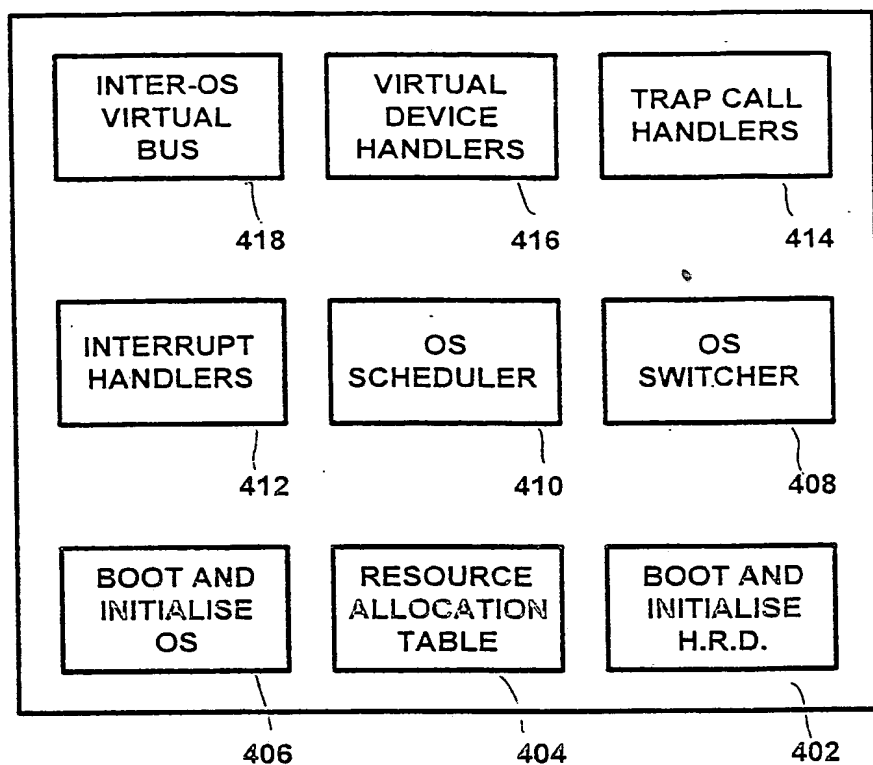 INTER-OS
VIRTUAL
BUS
418
VIRTUAL
DEVICE
HANDLERS
416
TRAP CALL
HANDLERS
414
INTERRUPT
HANDLERS
412
OS
SCHEDULER
410
OS
SWITCHER
408
BOOT AND
INITIALISE
OS
406
RESOURCE
ALLOCATION
TABLE
404
BOOT AND
INITIALISE
H.R.D.
402